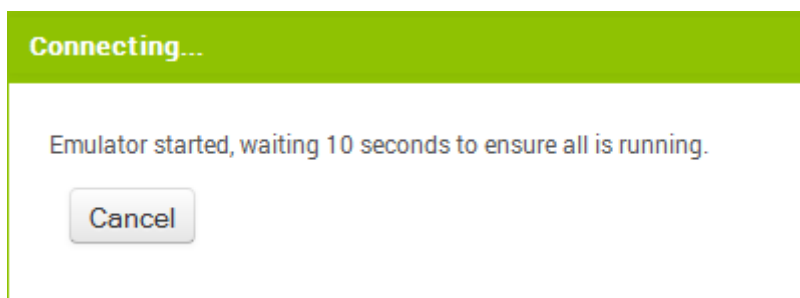 Connecting...
Emulator started, waiting 10 seconds to ensure all is running.
Cancel